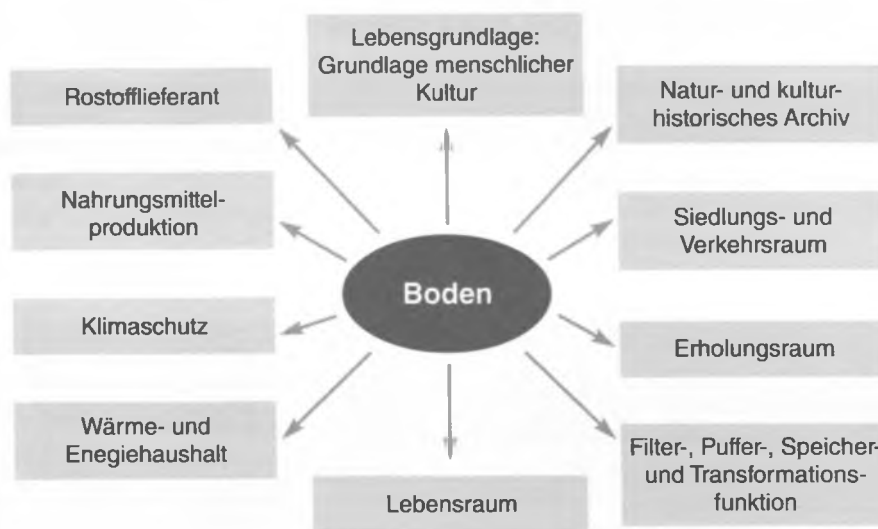 Lebensgrundlage:
Grundlage menschlicher
Kultur
Rostofflieferant
Natur- und kultur-
historisches Archiv
Nahrungsmittel-
produktion
Siedlungs- und
Verkehrsraum
Boden
Klimaschutz
Erholungsraum
Wärme- und
Enegiehaushalt
Filter-, Puffer-, Speicher-
und Transformations-
funktion
Lebensraum